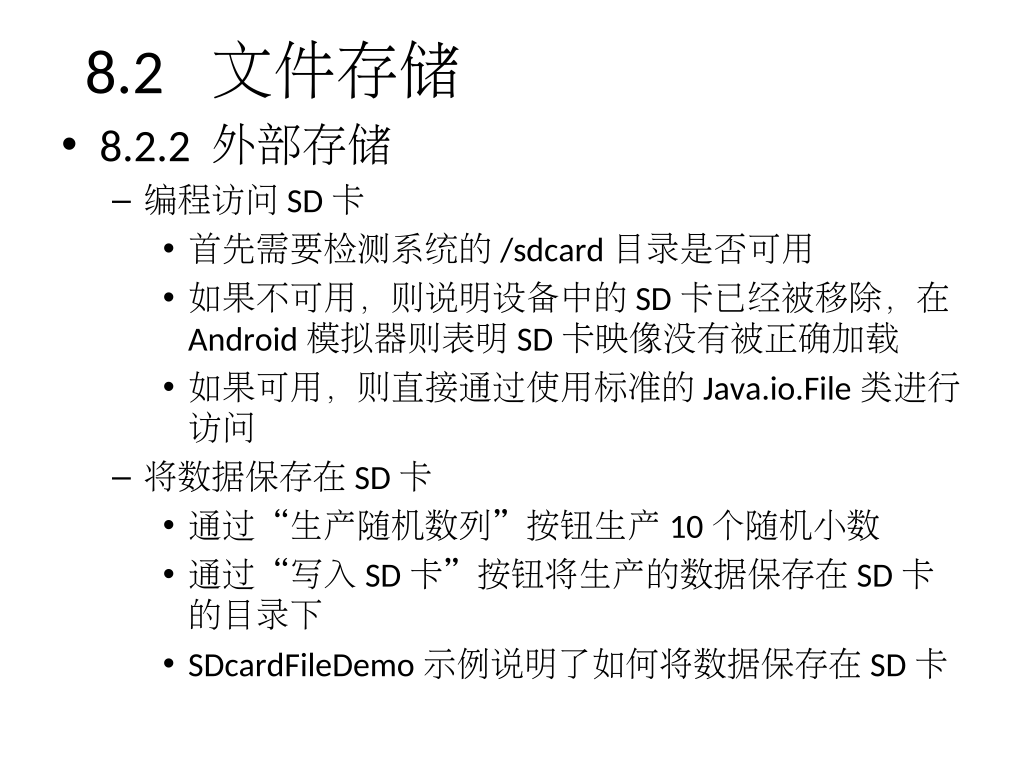 8.2 文件存储
• 8.2.2 外部存储
– 编程访问 SD 卡
• 首先需要检测系统的 /sdcard 目录是否可用
• 如果不可用，则说明设备中的 SD 卡已经被移除，在
Android 模拟器则表明 SD 卡映像没有被正确加载
• 如果可用，则直接通过使用标准的 Java.io.File 类进行
访问
– 将数据保存在 SD 卡
• 通过“生产随机数列”按钮生产 10 个随机小数
• 通过“写入 SD 卡”按钮将生产的数据保存在 SD 卡
的目录下
• SDcardFileDemo 示例说明了如何将数据保存在 SD 卡